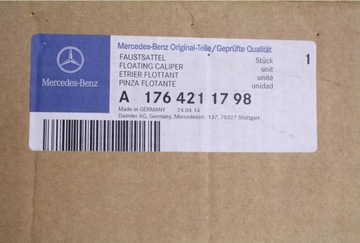 Mercedes-Benz Original-Teile/Geprüfte Qualität
FAUSTSATTEL Stück 1
FLOATING CALIPER unit
ETRIER FLOTTANT unité
PINZA FLOTANTE unidad
Mercedes-Benz
A 176 421 17 98
Made in GERMANY 24.04.14
Daimler AG, Germany, Mercedesstr. 137, 70327 Stuttgart